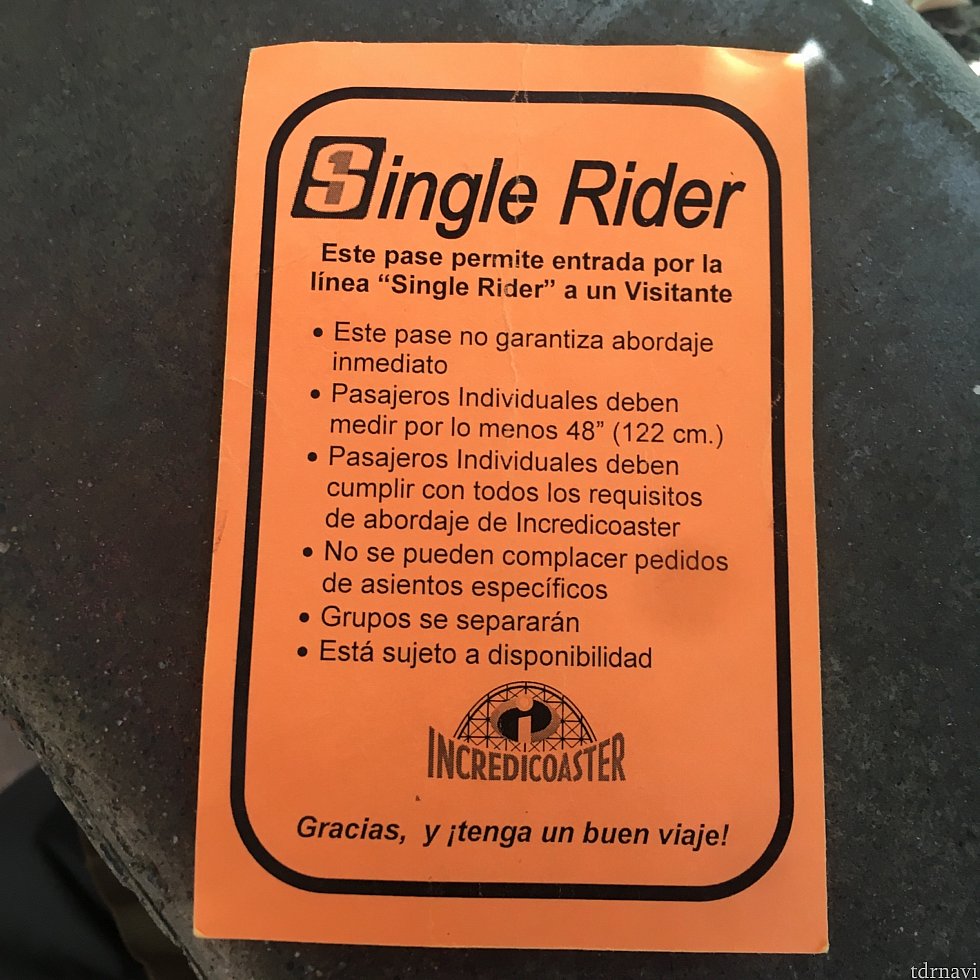 Single Rider
Este pase permite entrada por la
línea “Single Rider” a un Visitante
• Este pase no garantiza abordaje
inmediato
• Pasajeros Individuales deben
medir por lo menos 48” (122 cm.)
• Pasajeros Individuales deben
cumplir con todos los requisitos
de abordaje de Incredicoaster
• No se pueden complacer pedidos
de asientos específicos
• Grupos se separarán
• Está sujeto a disponibilidad
i
INCREDICOASTER
Gracias, y ¡tenga un buen viaje!
tdrnavi